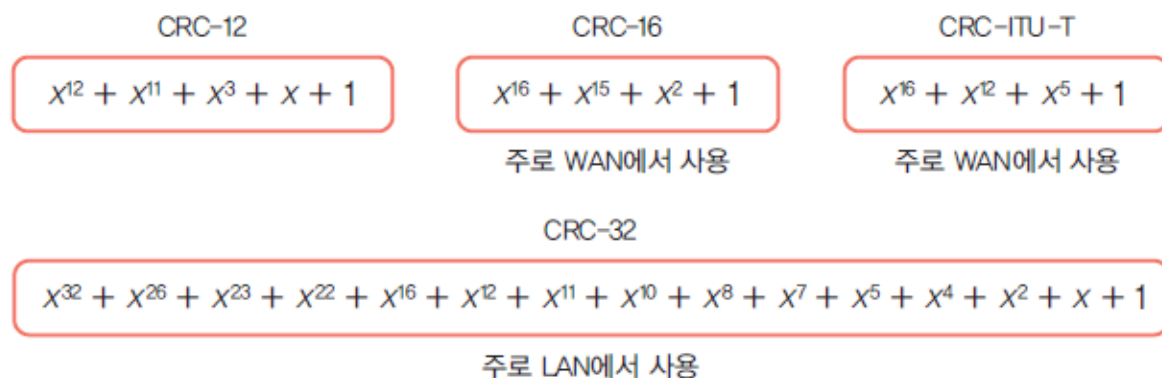 CRC-12 CRC-16 CRC-ITU-T
x¹² + x¹¹ + x³ + x + 1 x¹⁶ + x¹⁵ + x² + 1 x¹⁶ + x¹² + x⁵ + 1
주로 WAN에서 사용 주로 WAN에서 사용
CRC-32
x³² + x²⁶ + x²³ + x²² + x¹⁶ + x¹² + x¹¹ + x¹⁰ + x⁸ + x⁷ + x⁵ + x⁴ + x² + x + 1
주로 LAN에서 사용